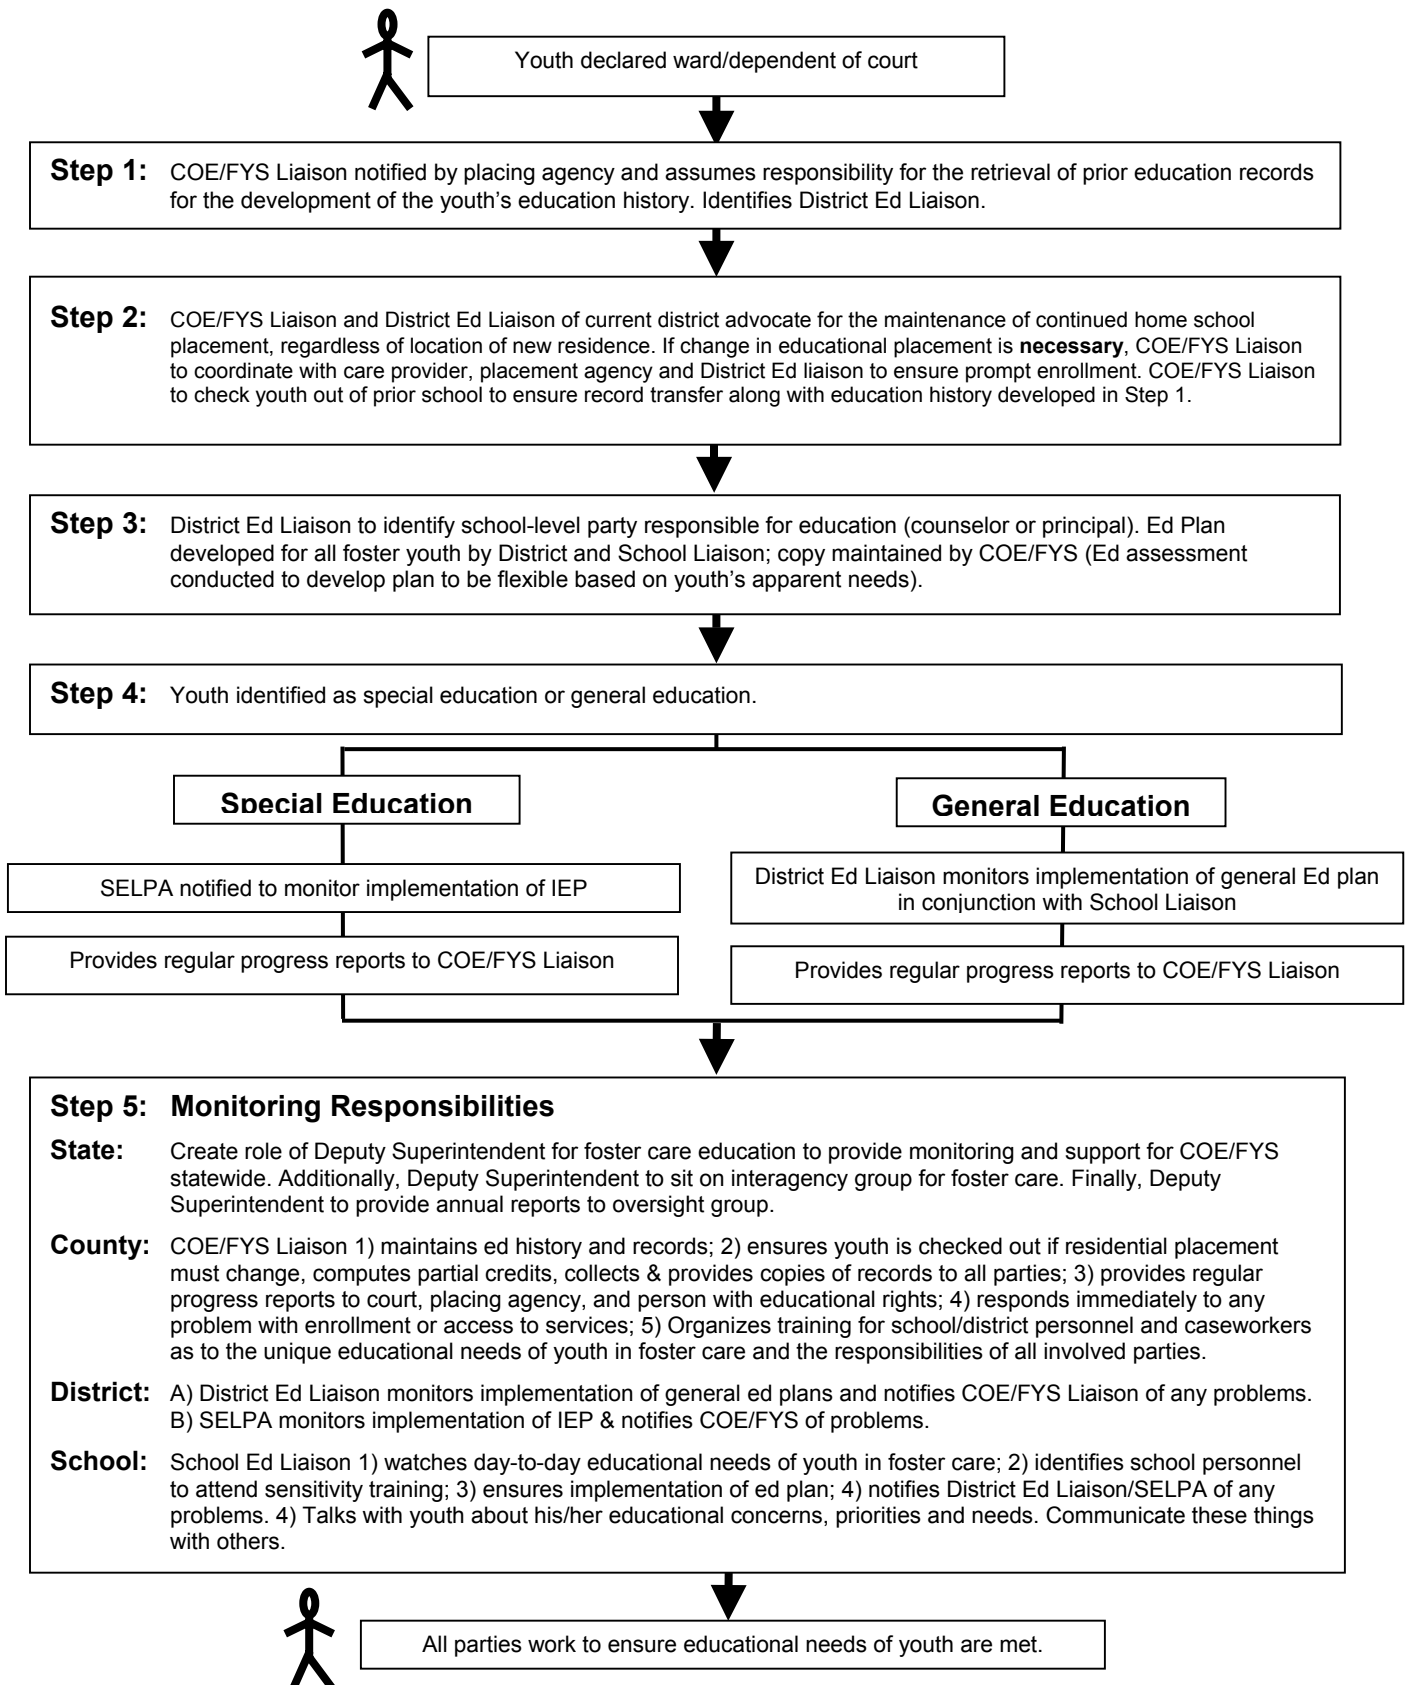 Youth declared ward/dependent of court
Step 1: COE/FYS Liaison notified by placing agency and assumes responsibility for the retrieval of prior education records
for the development of the youth's education history. Identifies District Ed Liaison.
Step 2: COE/FYS Liaison and District Ed Liaison of current district advocate for the maintenance of continued home school
placement, regardless of location of new residence. If change in educational placement is necessary, COE/FYS Liaison
to coordinate with care provider, placement agency and District Ed liaison to ensure prompt enrollment. COE/FYS Liaison
to check youth out of prior school to ensure record transfer along with education history developed in Step 1.
Step 3: District Ed Liaison to identify school-level party responsible for education (counselor or principal). Ed Plan
developed for all foster youth by District and School Liaison; copy maintained by COE/FYS (Ed assessment
conducted to develop plan to be flexible based on youth's apparent needs).
Step 4: Youth identified as special education or general education.
Special Education
SELPA notified to monitor implementation of IEP
Provides regular progress reports to COE/FYS Liaison
General Education
District Ed Liaison monitors implementation of general Ed plan
in conjunction with School Liaison
Provides regular progress reports to COE/FYS Liaison
Step 5: Monitoring Responsibilities
State: Create role of Deputy Superintendent for foster care education to provide monitoring and support for COE/FYS
statewide. Additionally, Deputy Superintendent to sit on interagency group for foster care. Finally, Deputy
Superintendent to provide annual reports to oversight group.
County: COE/FYS Liaison 1) maintains ed history and records; 2) ensures youth is checked out if residential placement
must change, computes partial credits, collects & provides copies of records to all parties; 3) provides regular
progress reports to court, placing agency, and person with educational rights; 4) responds immediately to any
problem with enrollment or access to services; 5) Organizes training for school/district personnel and caseworkers
as to the unique educational needs of youth in foster care and the responsibilities of all involved parties.
District: A) District Ed Liaison monitors implementation of general ed plans and notifies COE/FYS Liaison of any problems.
B) SELPA monitors implementation of IEP & notifies COE/FYS of problems.
School: School Ed Liaison 1) watches day-to-day educational needs of youth in foster care; 2) identifies school personnel
to attend sensitivity training; 3) ensures implementation of ed plan; 4) notifies District Ed Liaison/SELPA of any
problems. 4) Talks with youth about his/her educational concerns, priorities and needs. Communicate these things
with others.
All parties work to ensure educational needs of youth are met.